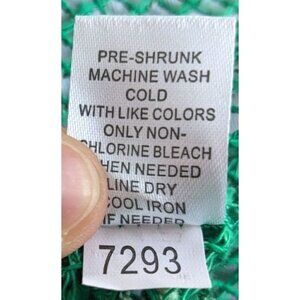 PRE-SHRUNK
MACHINE WASH
COLD
WITH LIKE COLORS
ONLY NON-
CHLORINE BLEACH
HEN NEEDED
LINE DRY
COOL IRON
IF NEEDED
7293